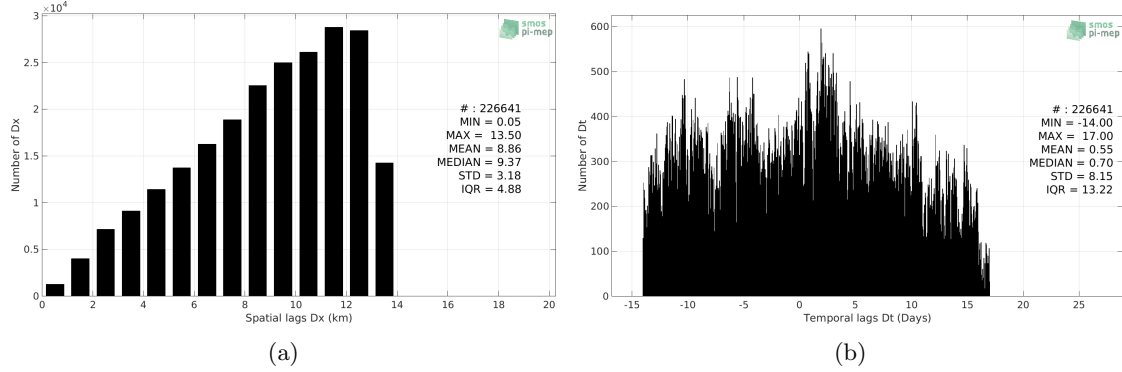 3 ×10⁴
2.5
2
1.5
1
0.5
0
0 2 4 6 8 10 12 14 16 18 20
Number of Dx
Spatial lags Dx (km)
smos
pi-mep
# : 226641
MIN = 0.05
MAX = 13.50
MEAN = 8.86
MEDIAN = 9.37
STD = 3.18
IQR = 4.88
(a)
600
500
400
300
200
100
0
-15 -10 -5 0 5 10 15 20 25
Number of Dt
Temporal lags Dt (Days)
smos
pi-mep
# : 226641
MIN = -14.00
MAX = 17.00
MEAN = 0.55
MEDIAN = 0.70
STD = 8.15
IQR = 13.22
(b)